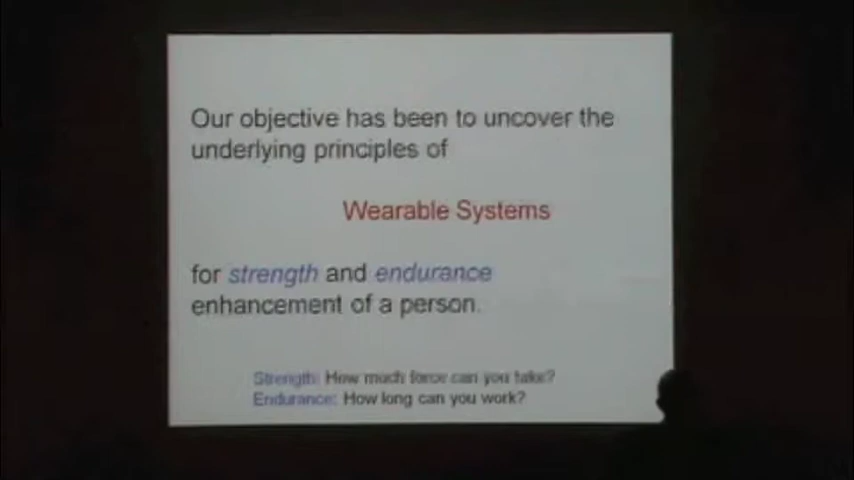 Our objective has been to uncover the
underlying principles of
Wearable Systems
for strength and endurance
enhancement of a person.
Strength: How much force can you take?
Endurance: How long can you work?